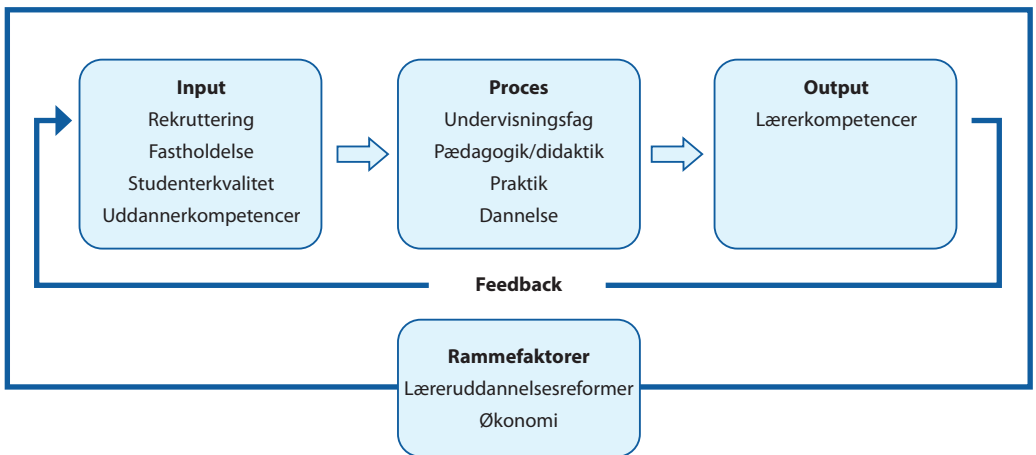 Input
Rekruttering
Fastholdelse
Studenterkvalitet
Uddannerkompetencer
Proces
Undervisningsfag
Pædagogik/didaktik
Praktik
Dannelse
Output
Lærerkompetencer
Feedback
Rammefaktorer
Læreruddannelsesreformer
Økonomi